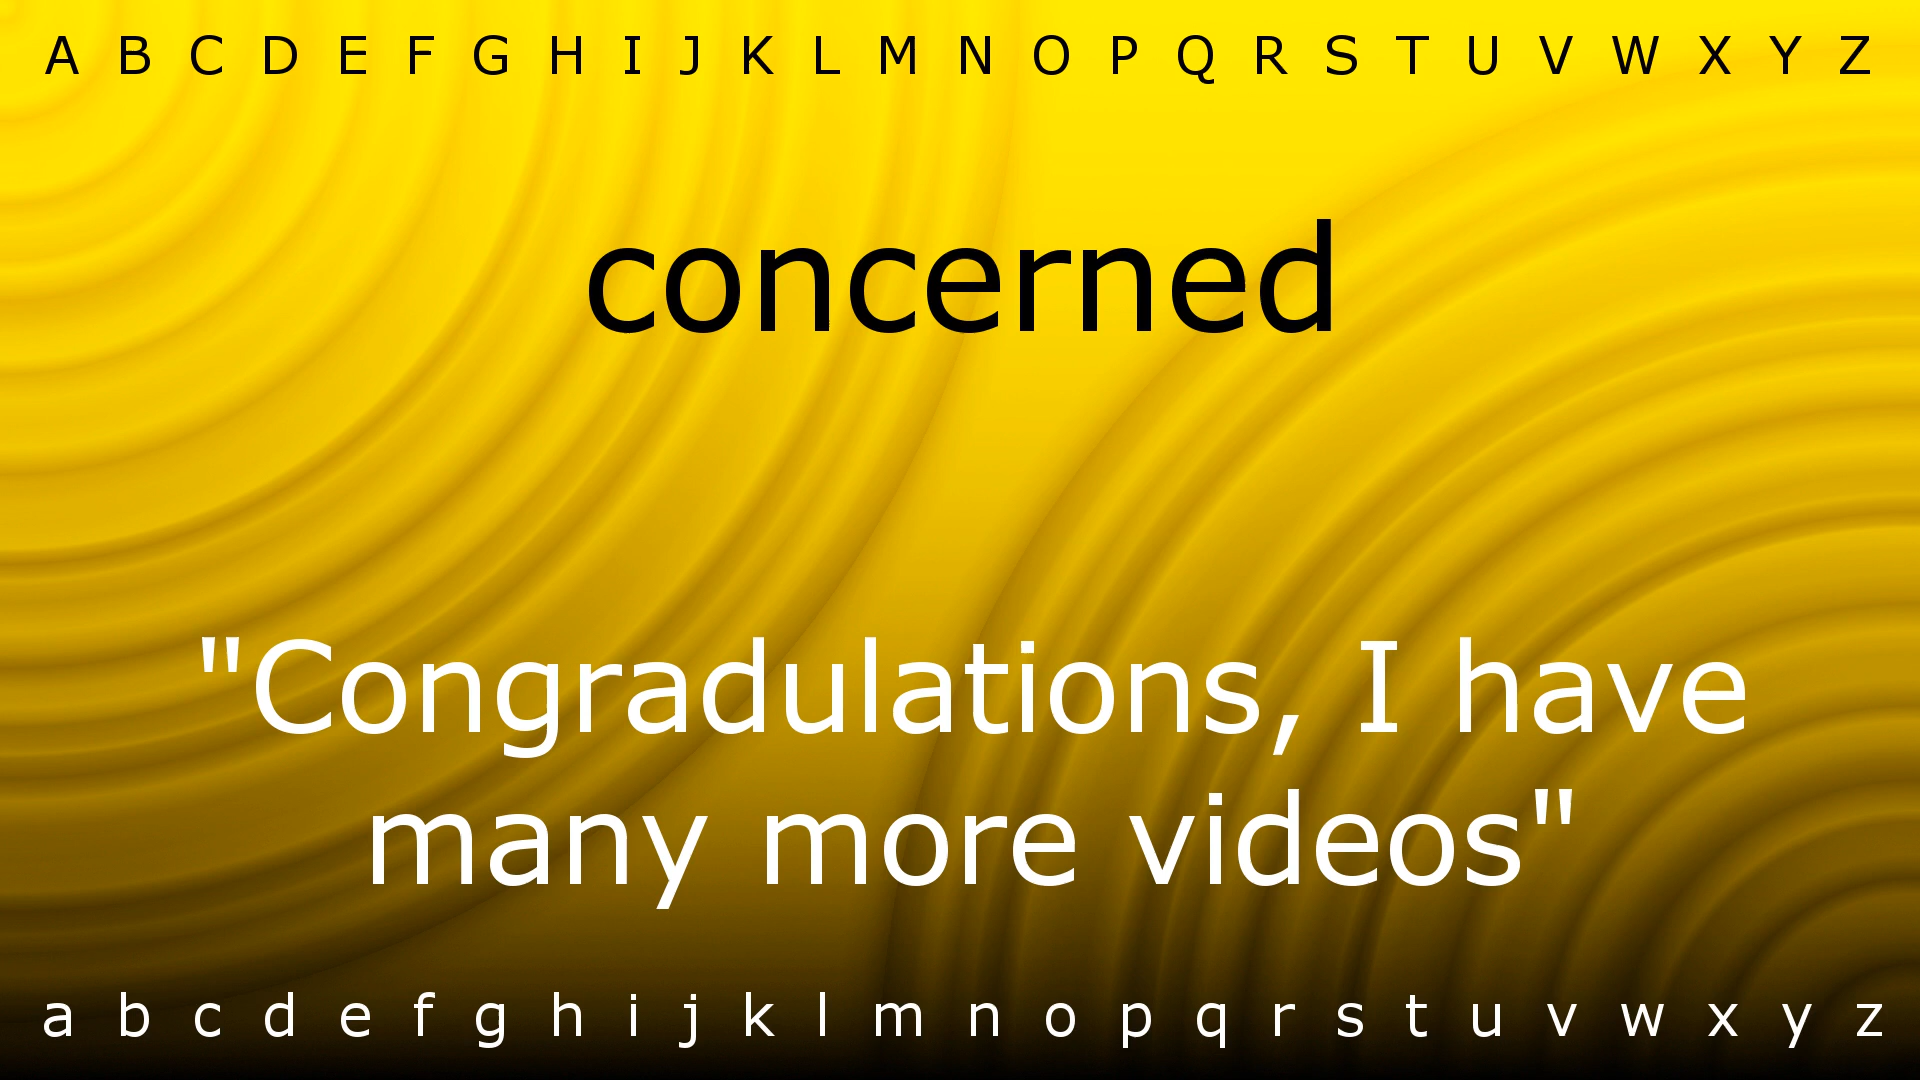 A B C D E F G H I J K L M N O P Q R S T U V W X Y Z
concerned
"Congradulations, I have
many more videos"
a b c d e f g h i j k l m n o p q r s t u v w x y z